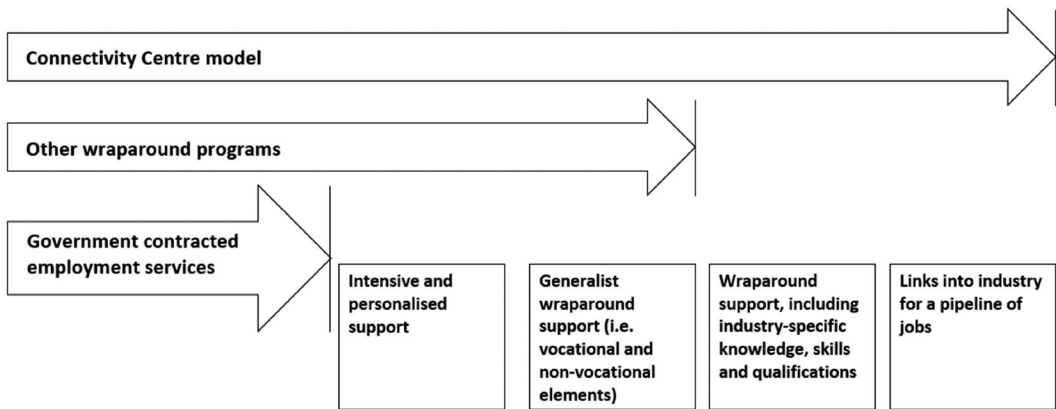 Connectivity Centre model
Other wraparound programs
Government contracted
employment services
Intensive and
personalised
support
Generalist
wraparound
support (i.e.
vocational and
non-vocational
elements)
Wraparound
support, including
industry-specific
knowledge, skills
and qualifications
Links into industry
for a pipeline of
jobs